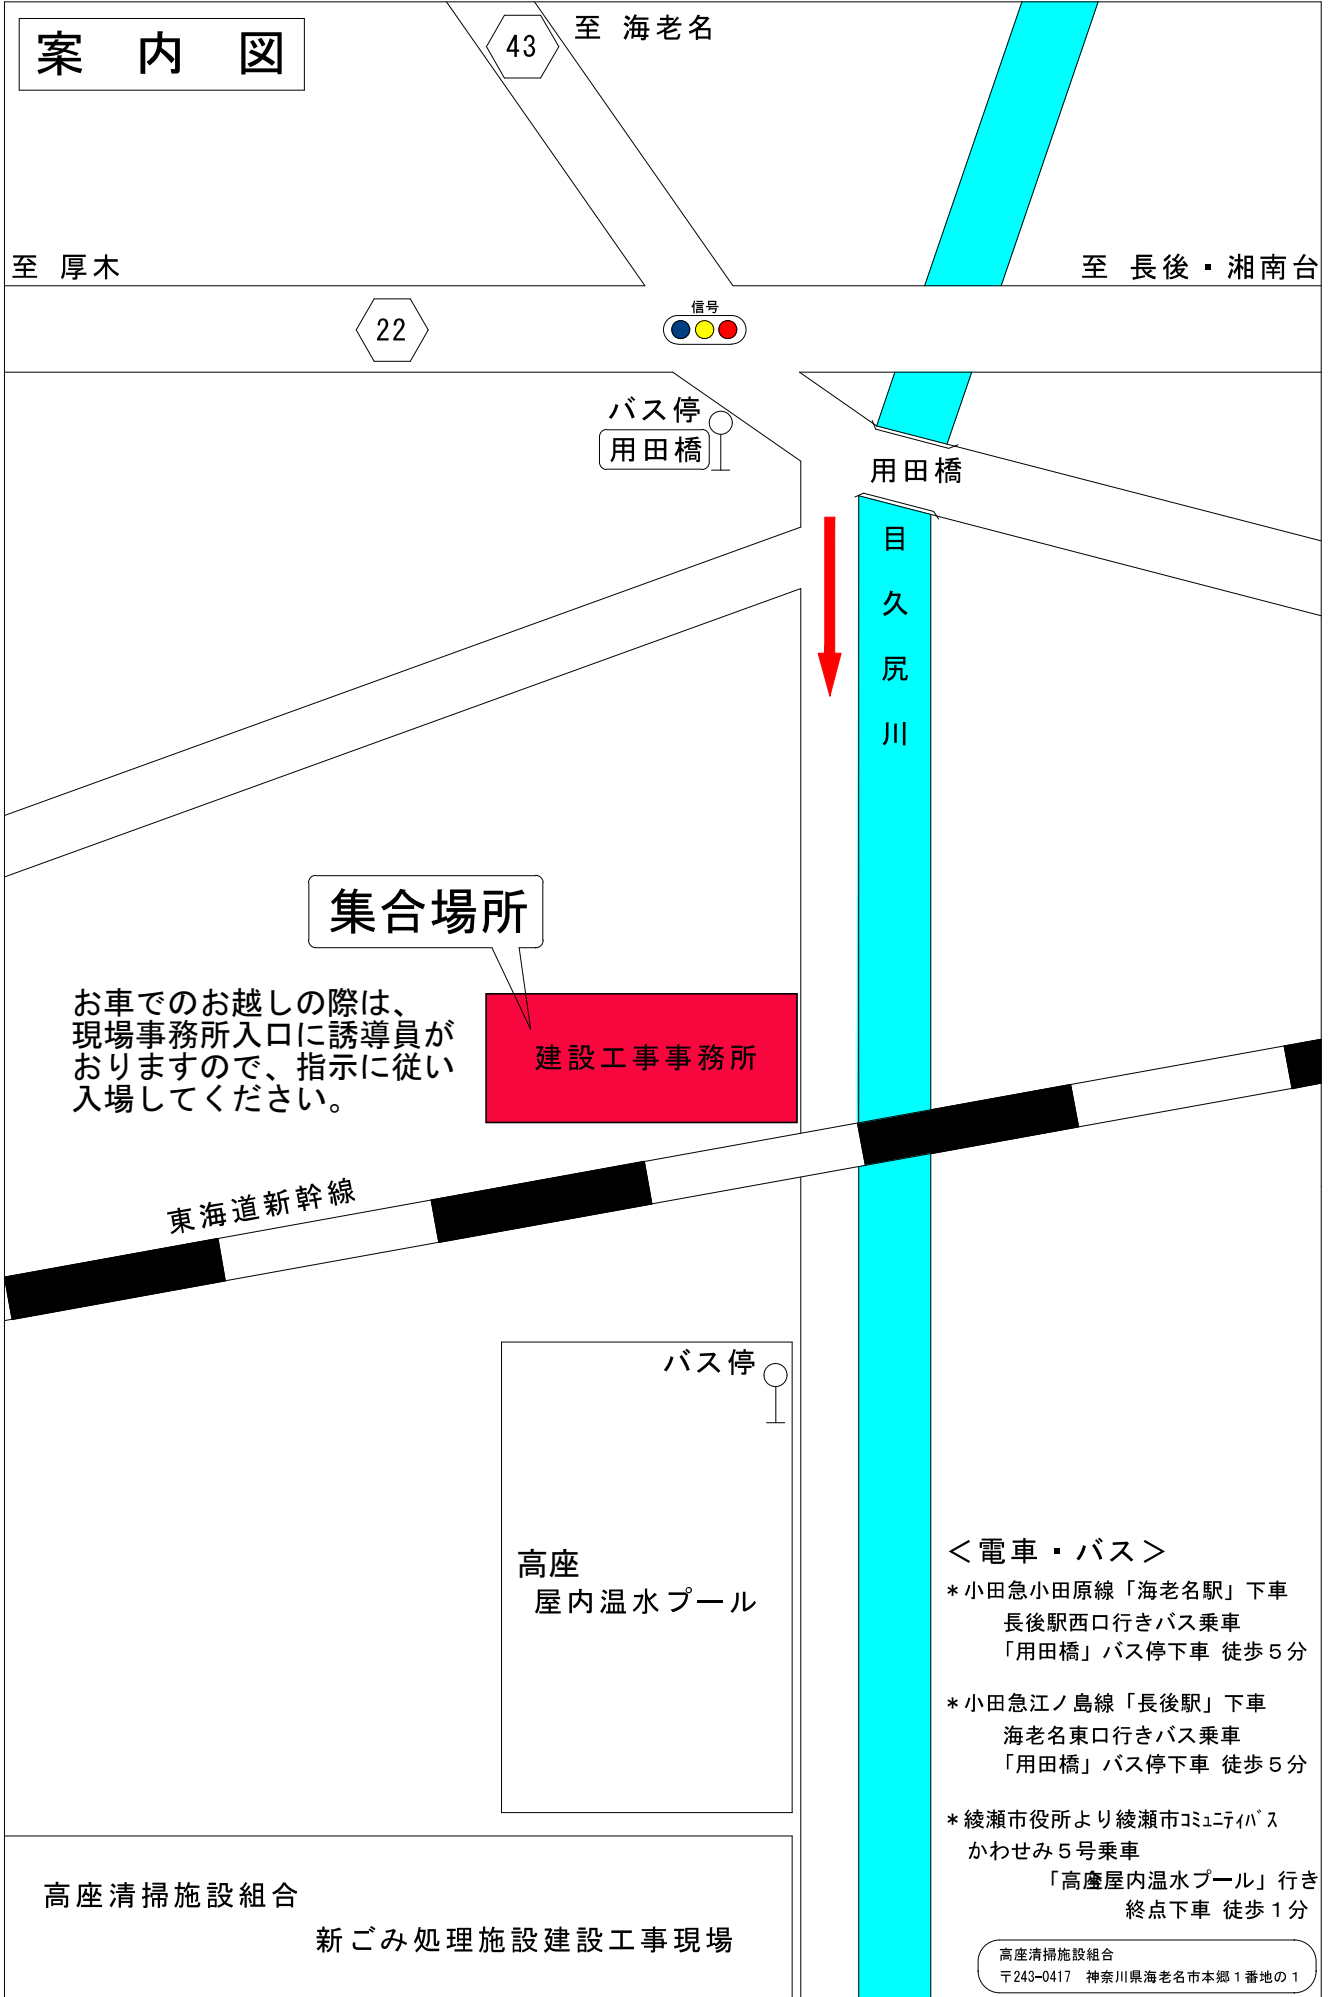 案内図
43
至 海老名
至 厚木
至 長後・湘南台
22
信号
バス停
用田橋
用田橋
目久尻川
集合場所
お車でのお越しの際は、
現場事務所入口に誘導員が
おりますので、指示に従い
入場してください。
建設工事事務所
東海道新幹線
バス停
高座
屋内温水プール
＜電車・バス＞
＊小田急小田原線「海老名駅」下車
長後駅西口行きバス乗車
「用田橋」バス停下車 徒歩５分
＊小田急江ノ島線「長後駅」下車
海老名東口行きバス乗車
「用田橋」バス停下車 徒歩５分
＊綾瀬市役所より綾瀬市ｺﾐｭﾆﾃｨﾊﾞｽ
かわせみ５号乗車
「高座屋内温水プール」行き
終点下車 徒歩１分
高座清掃施設組合
新ごみ処理施設建設工事現場
高座清掃施設組合
〒243-0417 神奈川県海老名市本郷１番地の１